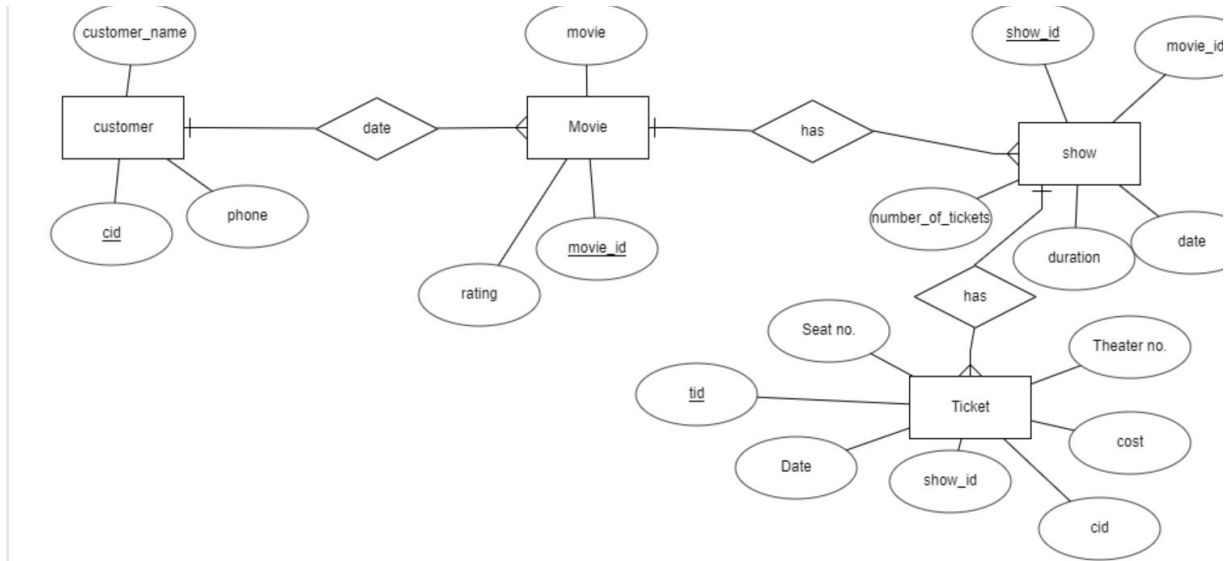 customer_name
movie
show_id
movie_id
customer
date
Movie
has
show
cid
phone
rating
movie_id
number_of_tickets
duration
date
has
Seat no.
Theater no.
tid
Ticket
Date
show_id
cost
cid